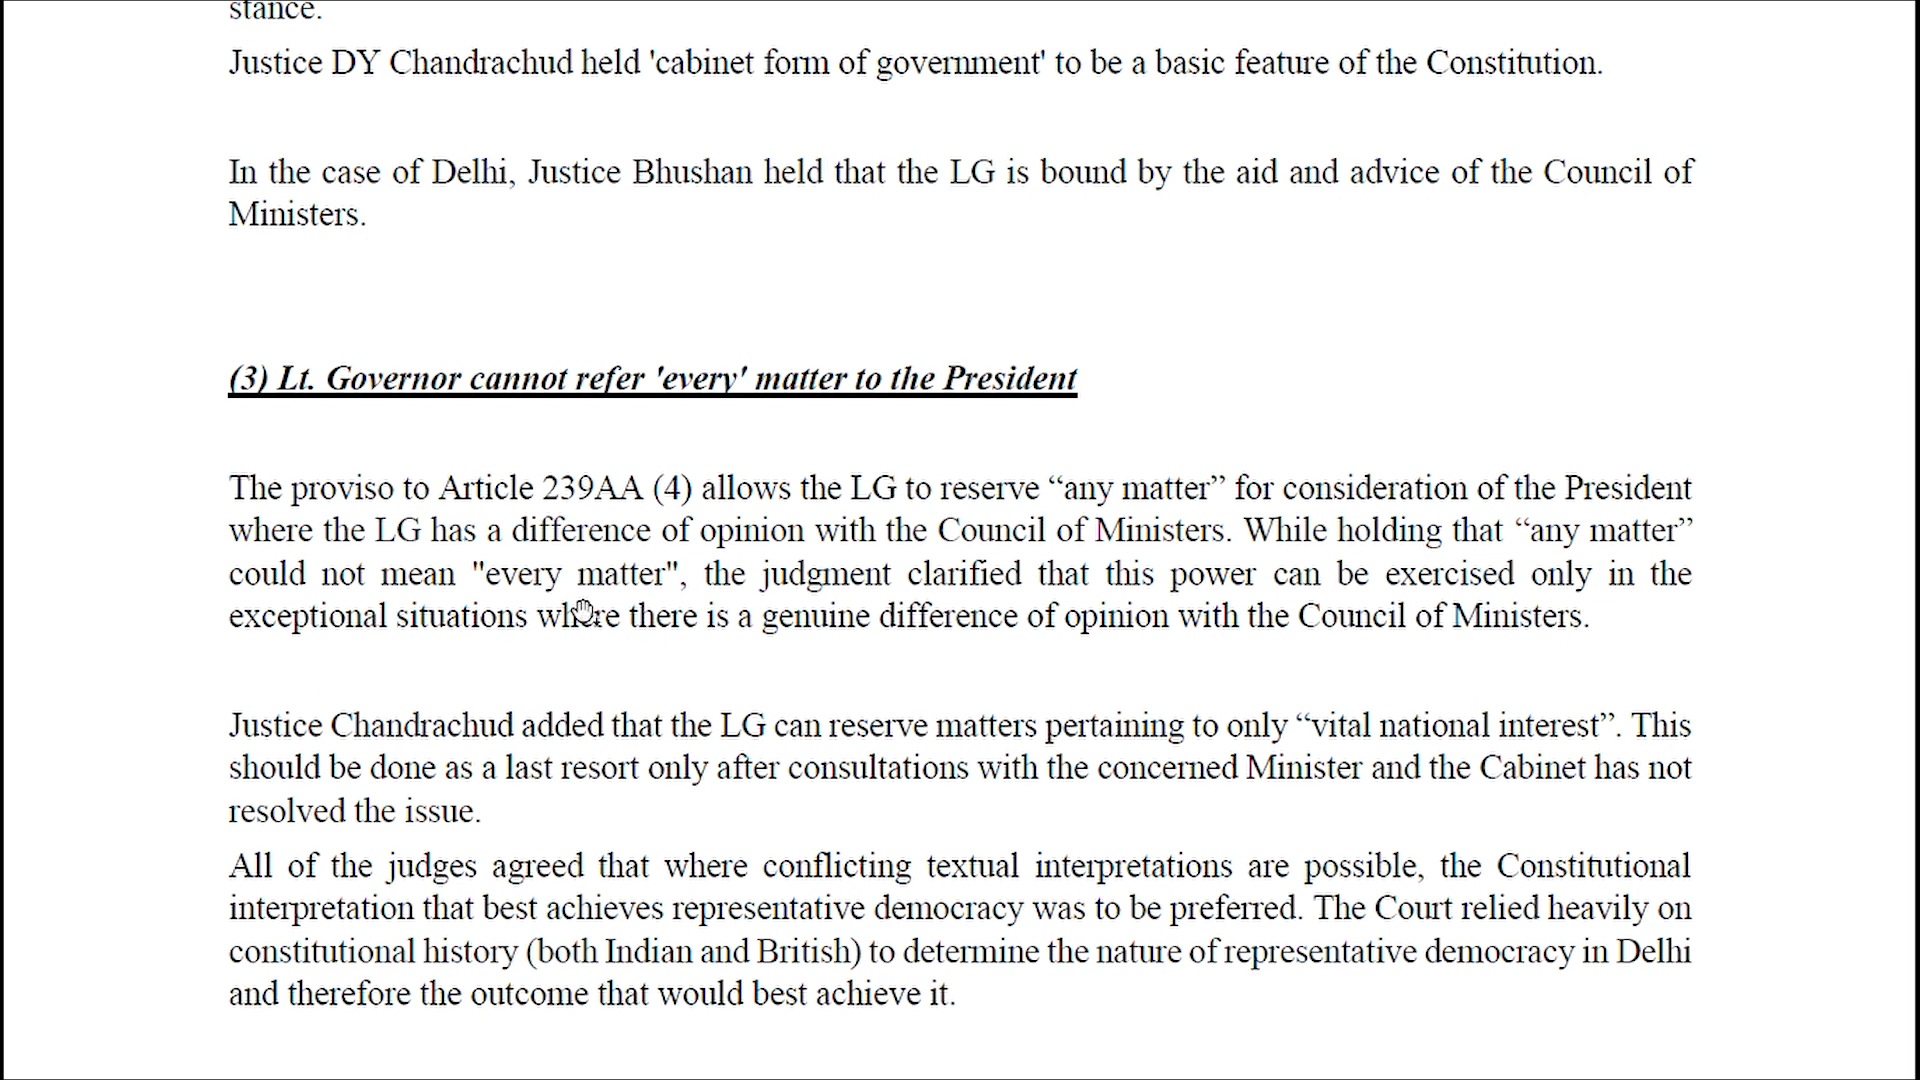 stance.
Justice DY Chandrachud held 'cabinet form of government' to be a basic feature of the Constitution.
In the case of Delhi, Justice Bhushan held that the LG is bound by the aid and advice of the Council of
Ministers.
(3) Lt. Governor cannot refer 'every' matter to the President
The proviso to Article 239AA (4) allows the LG to reserve “any matter” for consideration of the President
where the LG has a difference of opinion with the Council of Ministers. While holding that “any matter”
could not mean "every matter", the judgment clarified that this power can be exercised only in the
exceptional situations where there is a genuine difference of opinion with the Council of Ministers.
Justice Chandrachud added that the LG can reserve matters pertaining to only “vital national interest”. This
should be done as a last resort only after consultations with the concerned Minister and the Cabinet has not
resolved the issue.
All of the judges agreed that where conflicting textual interpretations are possible, the Constitutional
interpretation that best achieves representative democracy was to be preferred. The Court relied heavily on
constitutional history (both Indian and British) to determine the nature of representative democracy in Delhi
and therefore the outcome that would best achieve it.